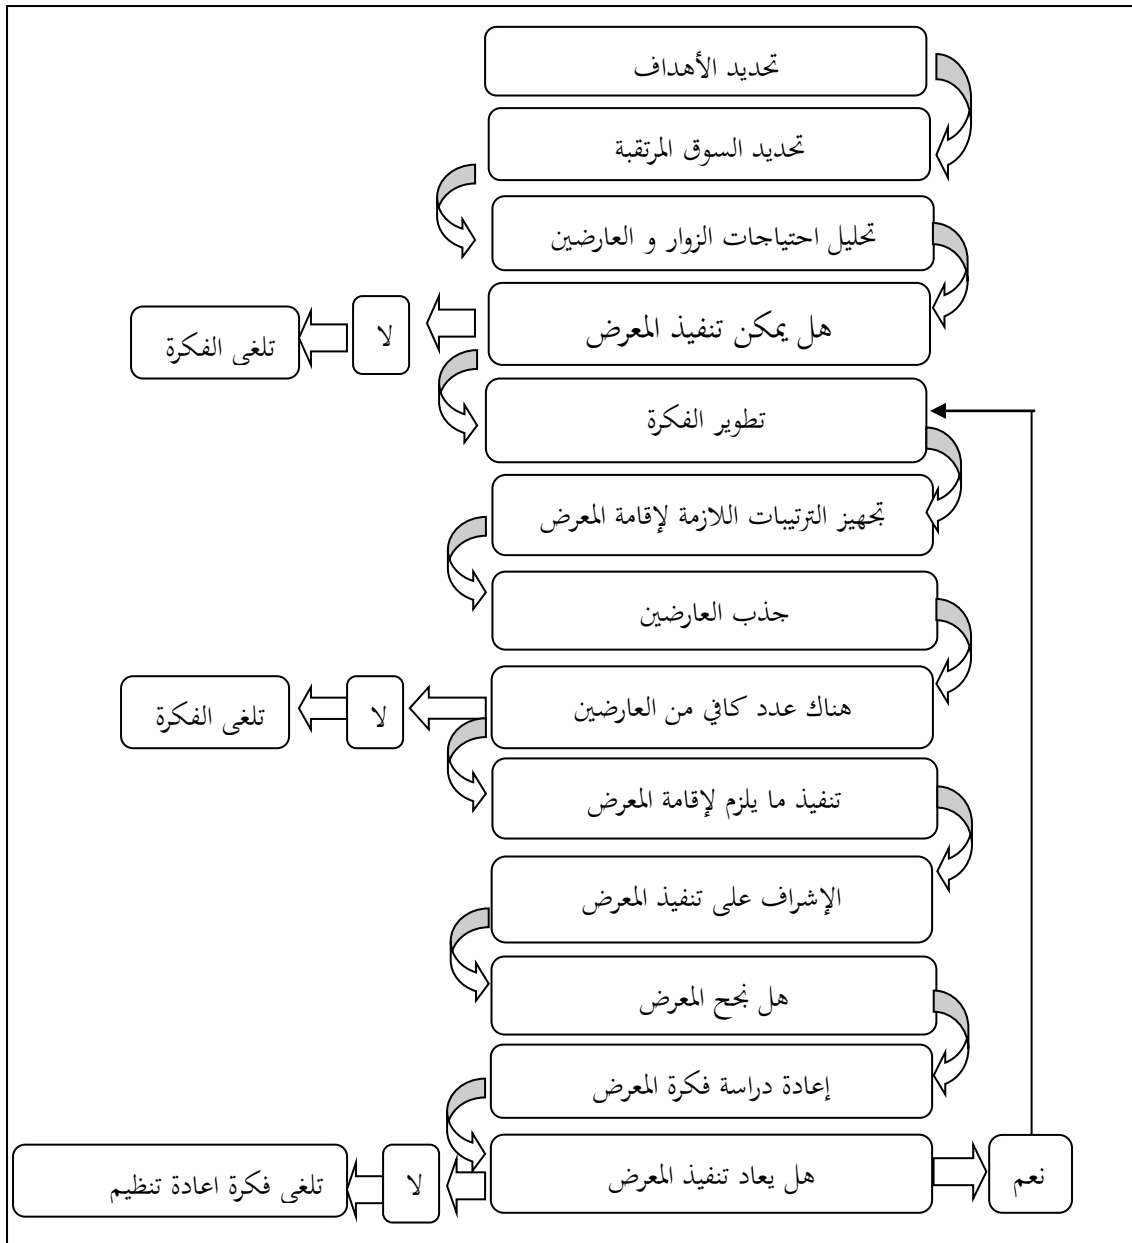 تحديد الأهداف
تحديد السوق المرتقبة
تحليل احتياجات الزوار و العارضين
هل يمكن تنفيذ المعرض
لا
تلغى الفكرة
تطوير الفكرة
تجهيز الترتيبات اللازمة لإقامة المعرض
جذب العارضين
هناك عدد كافي من العارضين
لا
تلغى الفكرة
تنفيذ ما يلزم لإقامة المعرض
الإشراف على تنفيذ المعرض
هل نجح المعرض
إعادة دراسة فكرة المعرض
نعم
هل يعاد تنفيذ المعرض
لا
تلغى فكرة اعادة تنظيم